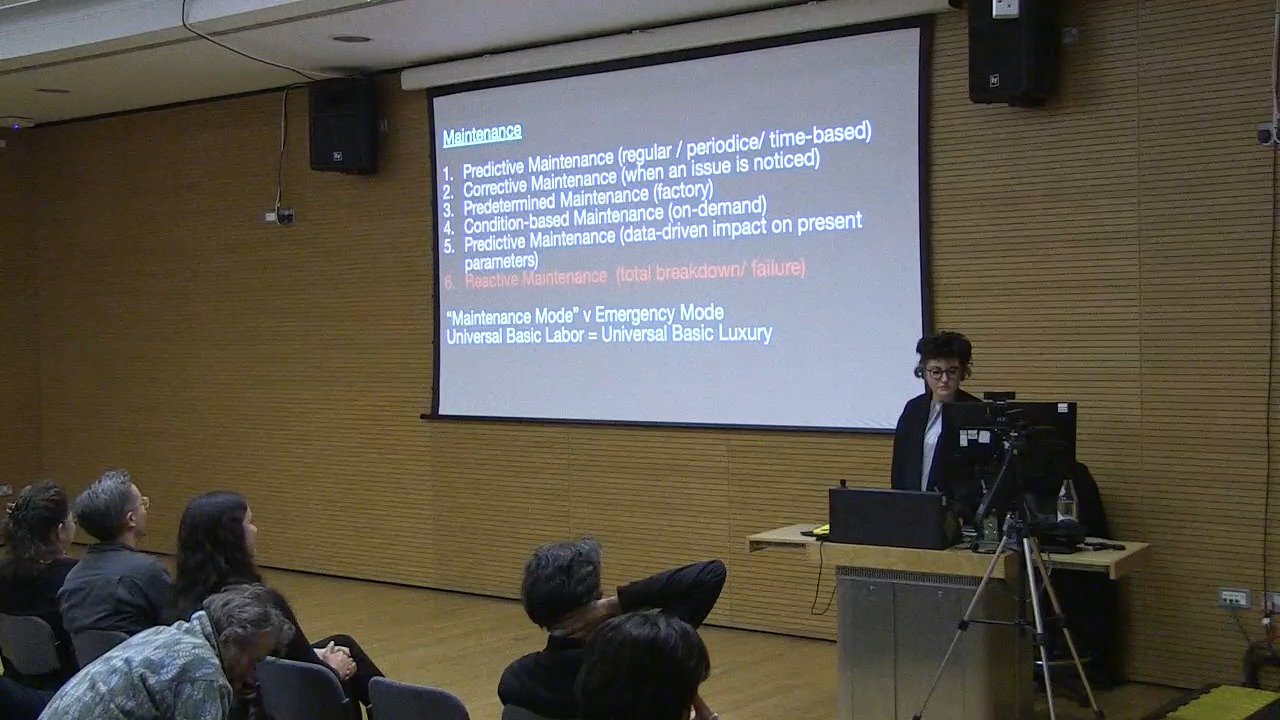 Maintenance
1. Predictive Maintenance (regular / periodice/ time-based)
2. Corrective Maintenance (when an issue is noticed)
3. Predetermined Maintenance (factory)
4. Condition-based Maintenance (on-demand)
5. Predictive Maintenance (data-driven impact on present
parameters)
6. Reactive Maintenance (total breakdown/ failure)
"Maintenance Mode" v Emergency Mode
Universal Basic Labor = Universal Basic Luxury